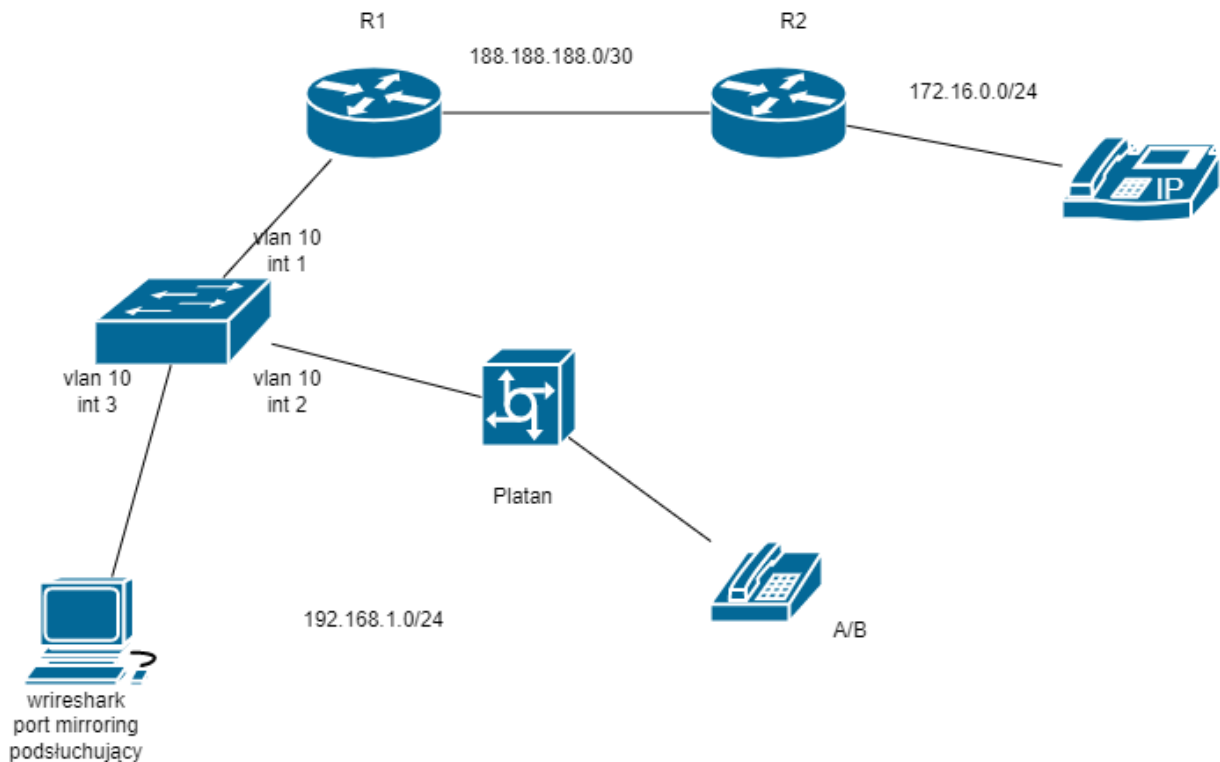 R1
R2
188.188.188.0/30
172.16.0.0/24
IP
vlan 10
int 1
vlan 10
int 3
vlan 10
int 2
Platan
192.168.1.0/24
A/B
wrireshark
port mirroring
podsłuchujący